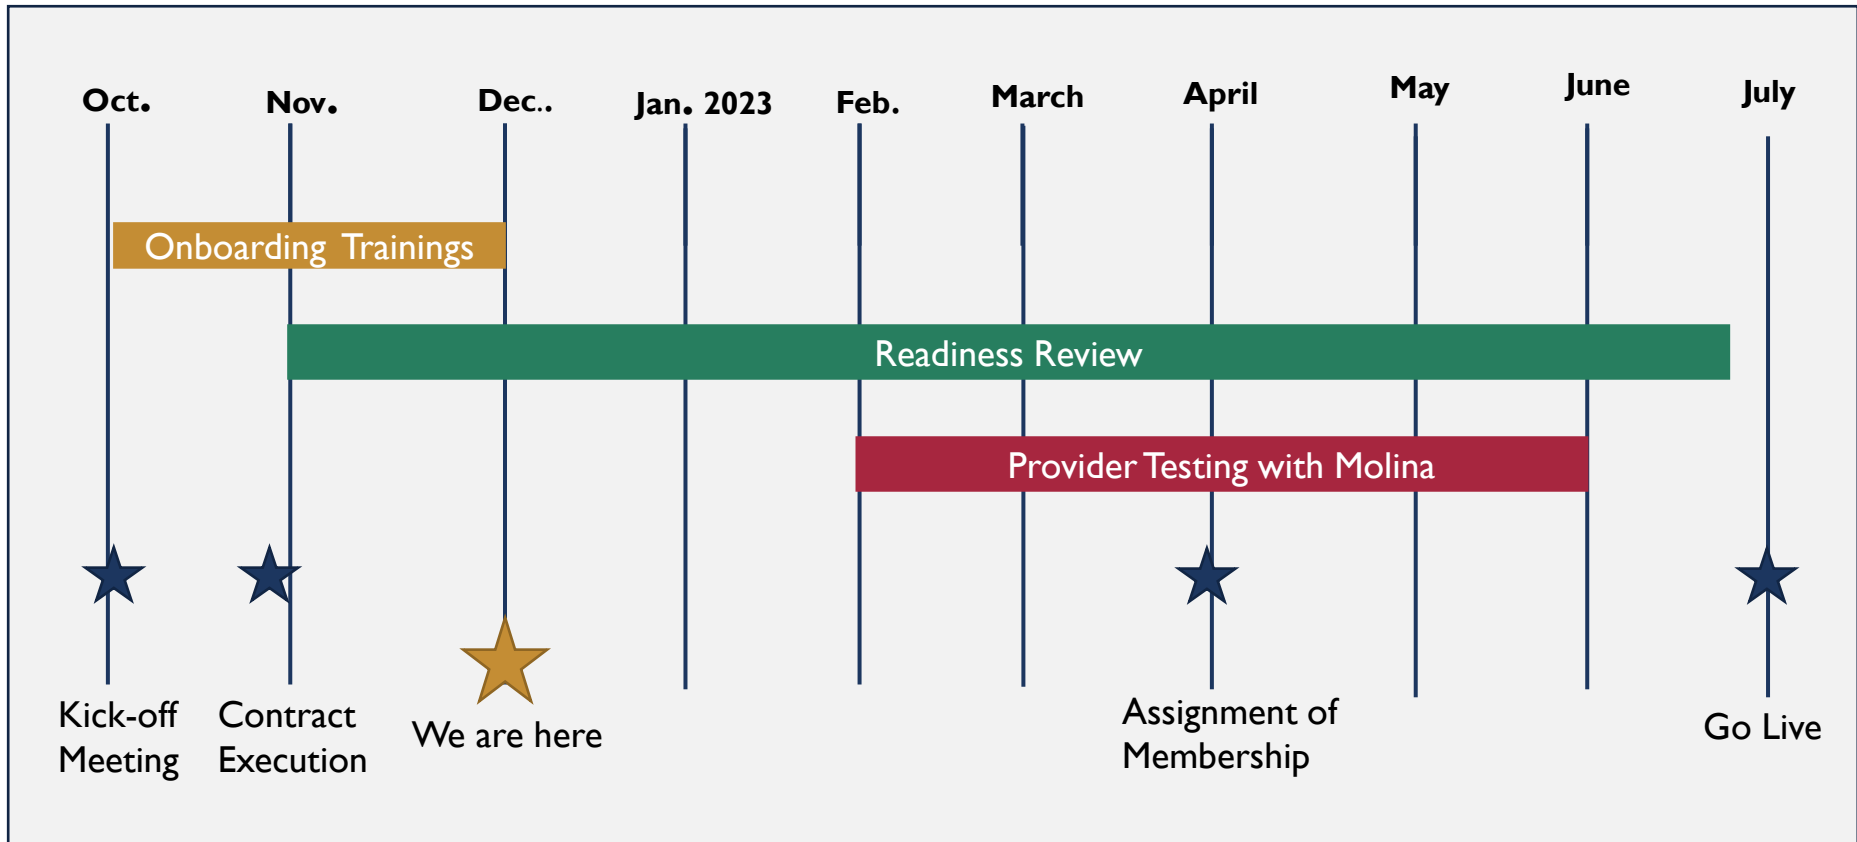 Oct.
Nov.
Dec..
Jan. 2023
Feb.
March
April
May
June
July
Onboarding Trainings
Readiness Review
Provider Testing with Molina
Kick-off
Meeting
Contract
Execution
We are here
Assignment of
Membership
Go Live